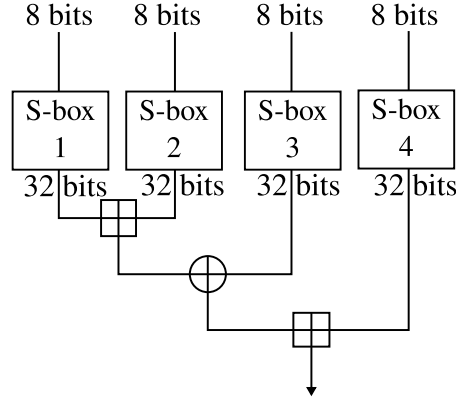 8 bits 8 bits 8 bits 8 bits
S-box S-box S-box S-box
1 2 3 4
32 bits 32 bits 32 bits 32 bits